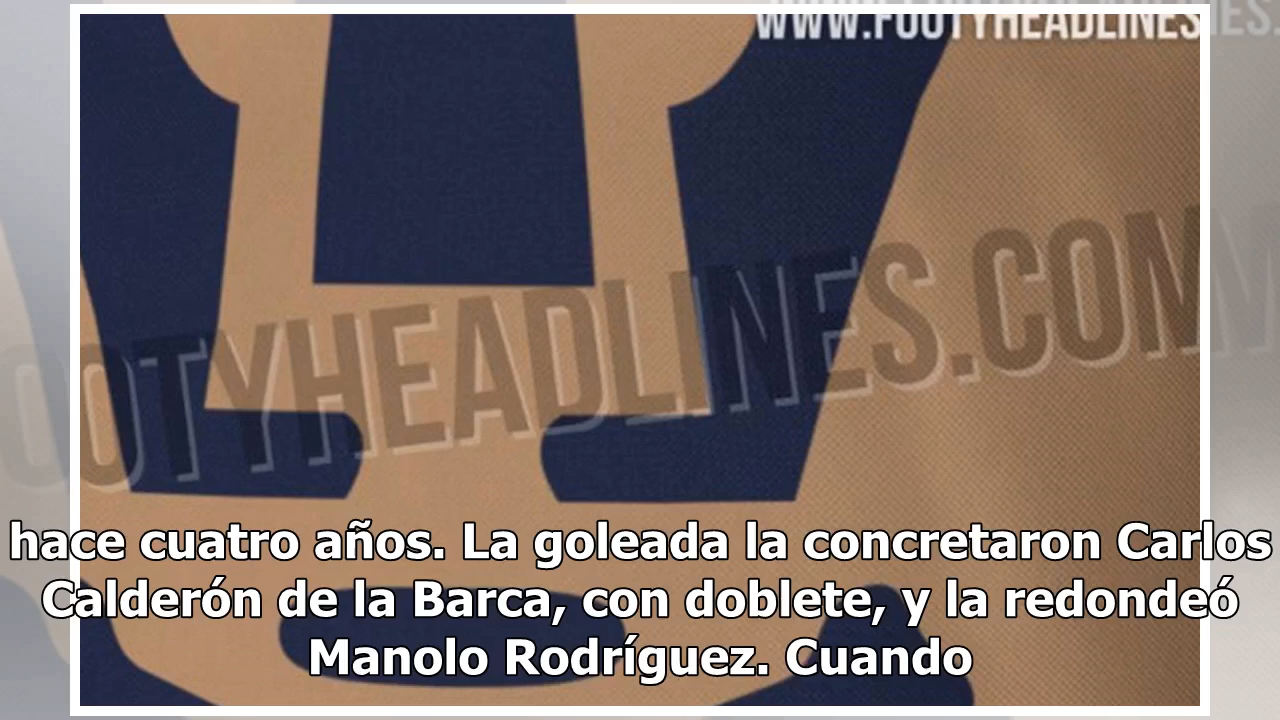 WWW.FOOTYHEADLINES
FOOTYHEADLINES.COM
hace cuatro años. La goleada la concretaron Carlos
Calderón de la Barca, con doblete, y la redondeó
Manolo Rodríguez. Cuando